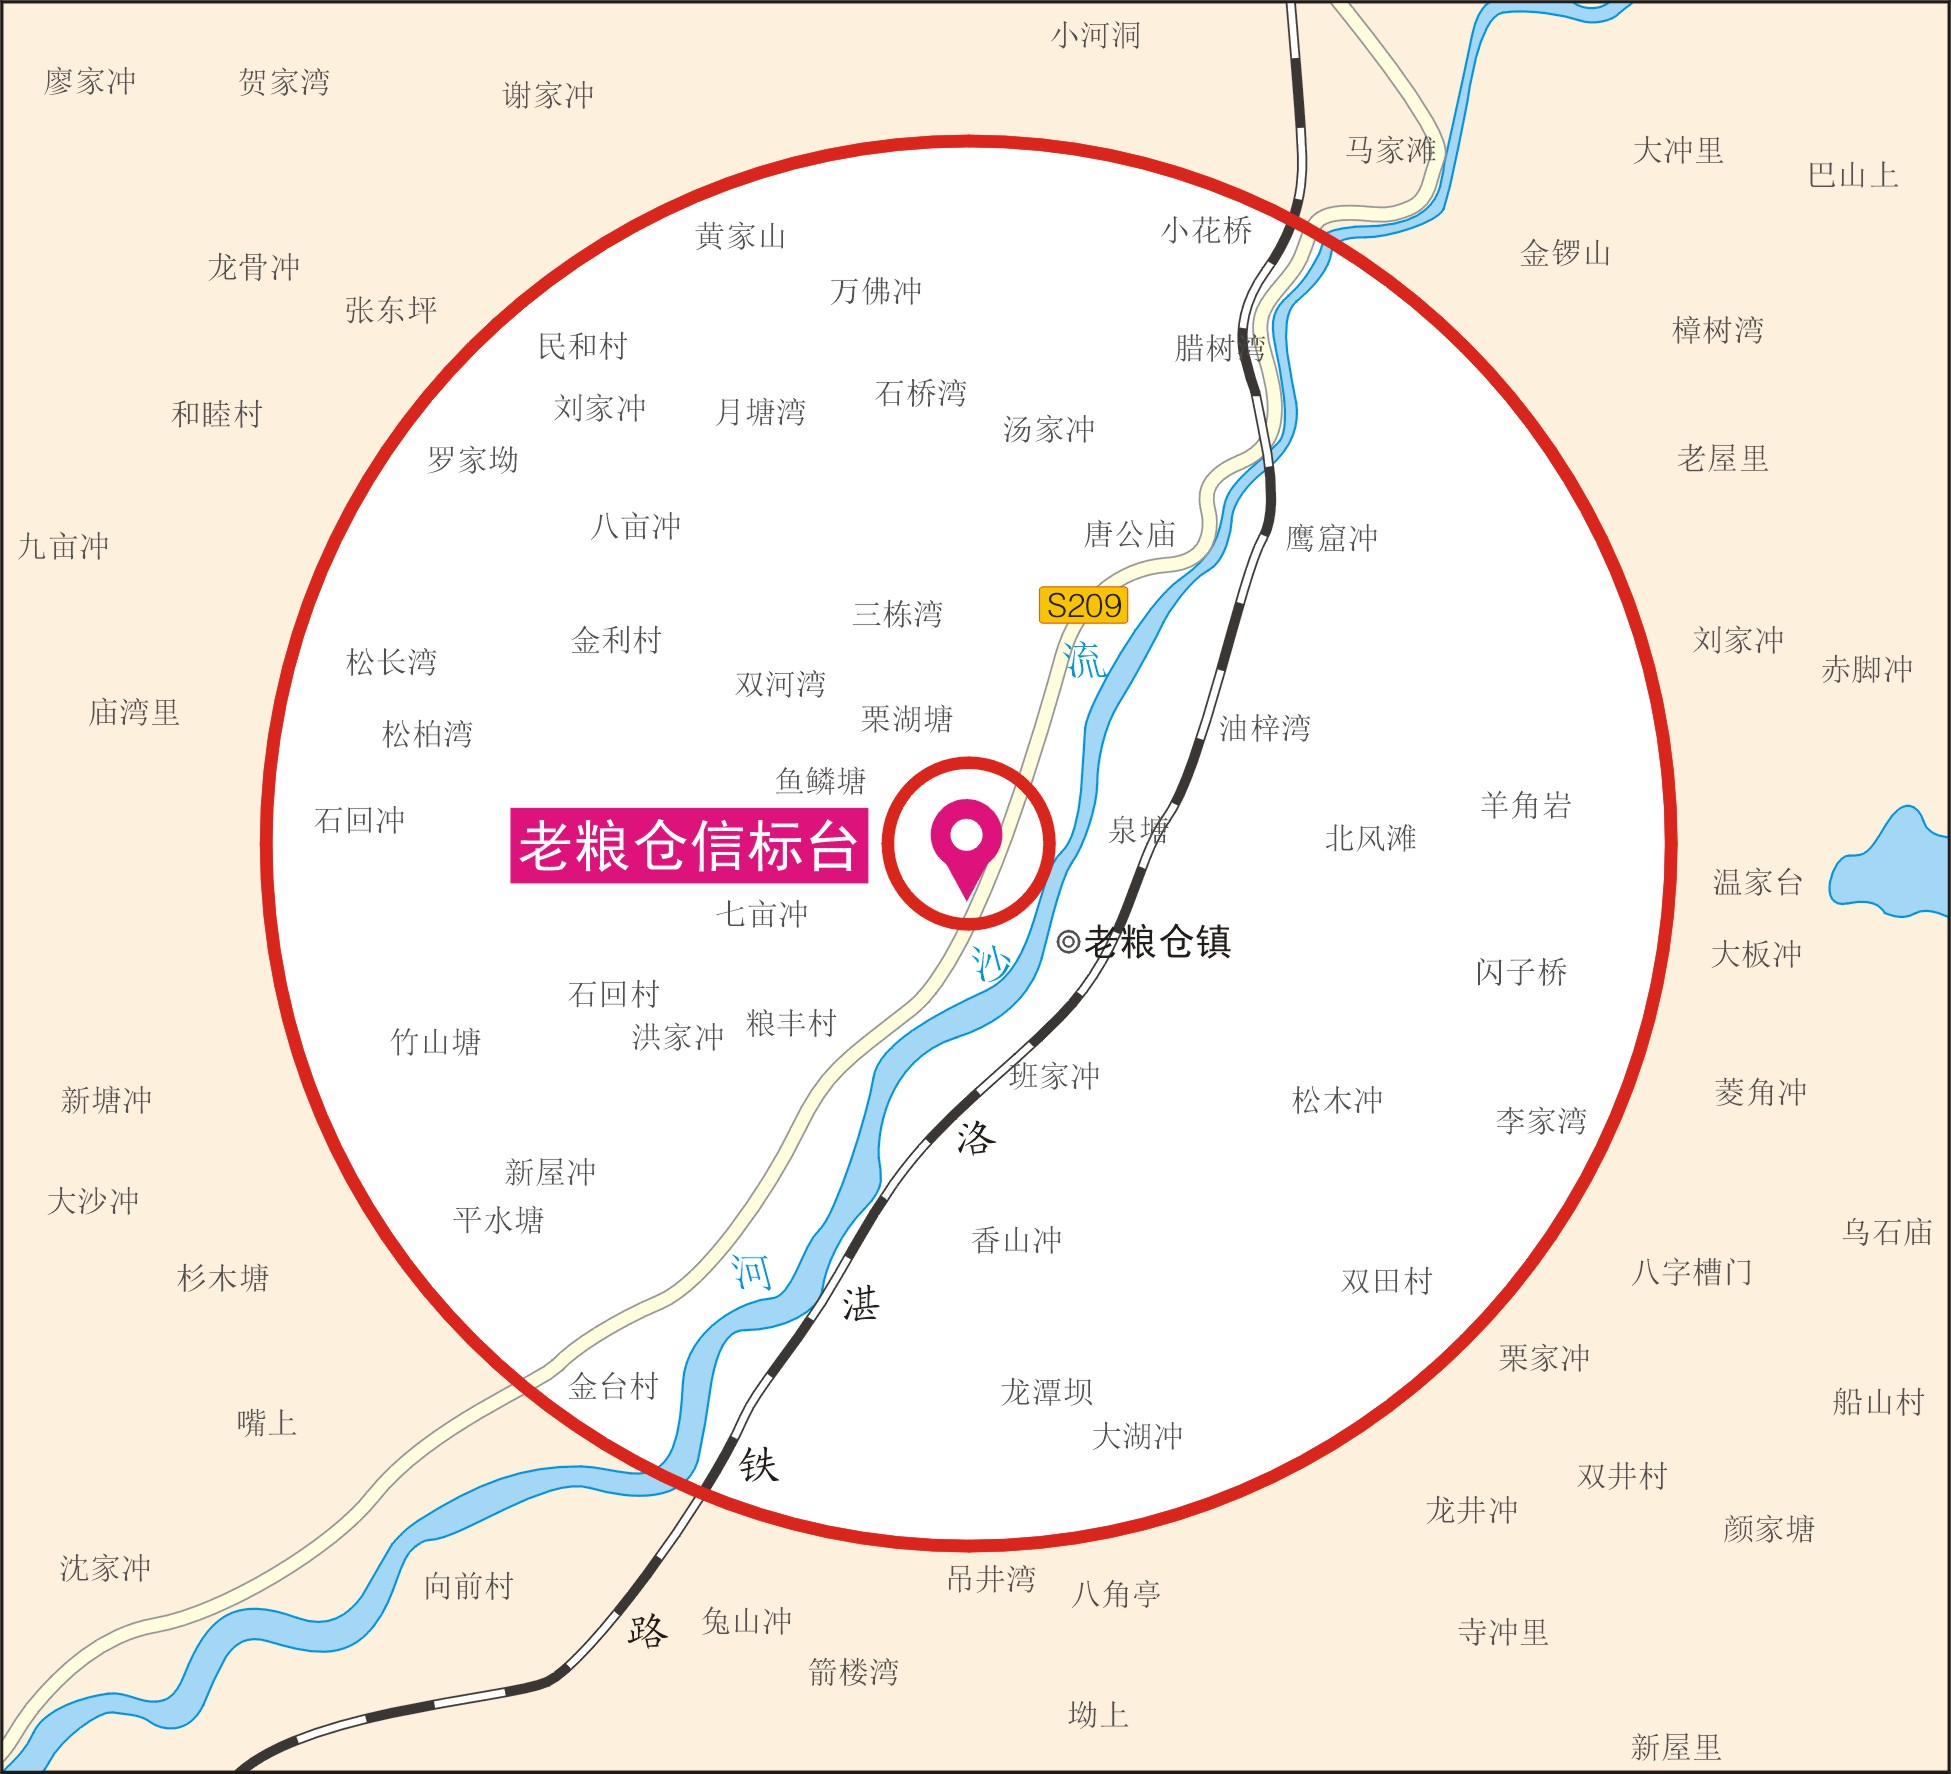 小河洞
廖家冲
贺家湾
谢家冲
马家滩
大冲里
巴山上
黄家山
小花桥
金锣山
龙骨冲
万佛冲
张东坪
樟树湾
民和村
腊树湾
石桥湾
和睦村
刘家冲
月塘湾
汤家冲
罗家坳
老屋里
八亩冲
唐公庙
鹰窟冲
九亩冲
S209
三栋湾
金利村
刘家冲
松长湾
流
赤脚冲
双河湾
庙湾里
栗湖塘
油梓湾
松柏湾
鱼鳞塘
羊角岩
石回冲
泉塘
北风滩
老粮仓信标台
温家台
七亩冲
老粮仓镇
大板冲
沙
闪子桥
石回村
粮丰村
洪家冲
竹山塘
班家冲
菱角冲
新塘冲
松木冲
李家湾
洛
新屋冲
大沙冲
平水塘
乌石庙
香山冲
河
八字槽门
杉木塘
双田村
湛
栗家冲
金台村
龙潭坝
船山村
嘴上
大湖冲
铁
双井村
龙井冲
颜家塘
沈家冲
吊井湾
向前村
八角亭
兔山冲
路
寺冲里
箭楼湾
坳上
新屋里